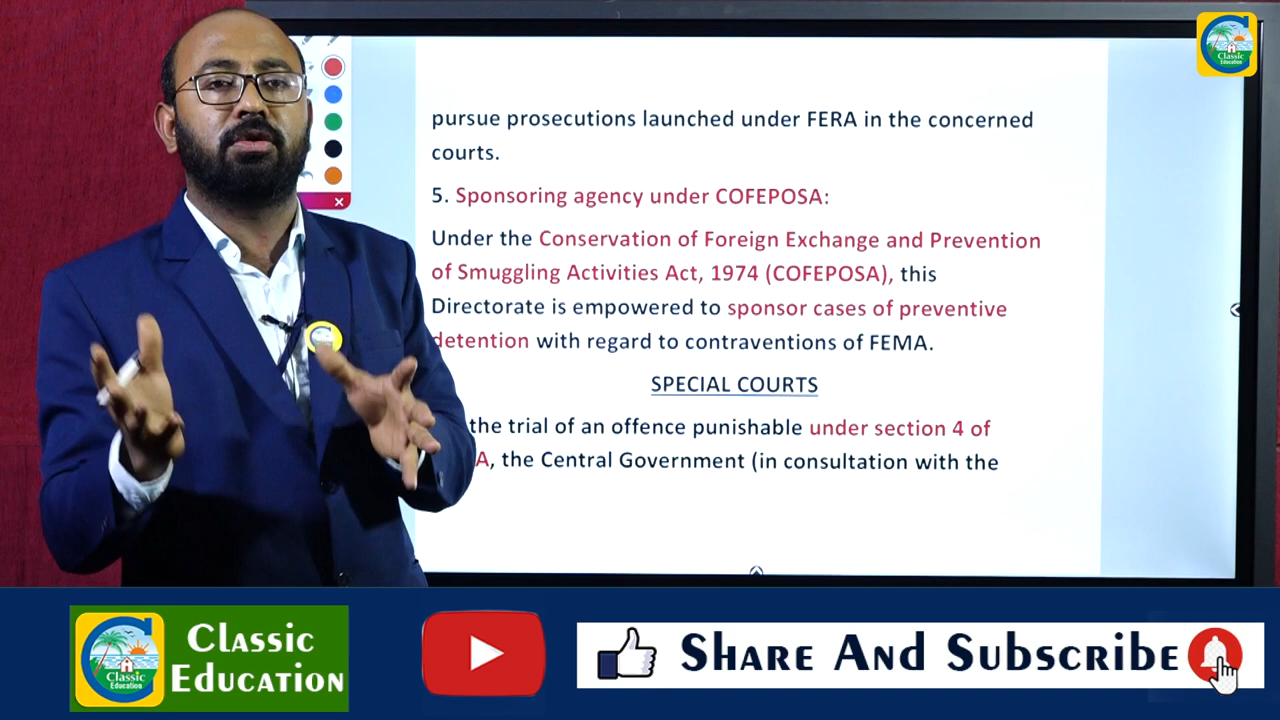 Classic
Education
pursue prosecutions launched under FERA in the concerned
courts.
5. Sponsoring agency under COFEPOSA:
Under the Conservation of Foreign Exchange and Prevention
of Smuggling Activities Act, 1974 (COFEPOSA), this
Directorate is empowered to sponsor cases of preventive
detention with regard to contraventions of FEMA.
SPECIAL COURTS
the trial of an offence punishable under section 4 of
A, the Central Government (in consultation with the
Classic
Education
Classic
Education
Share And Subscribe